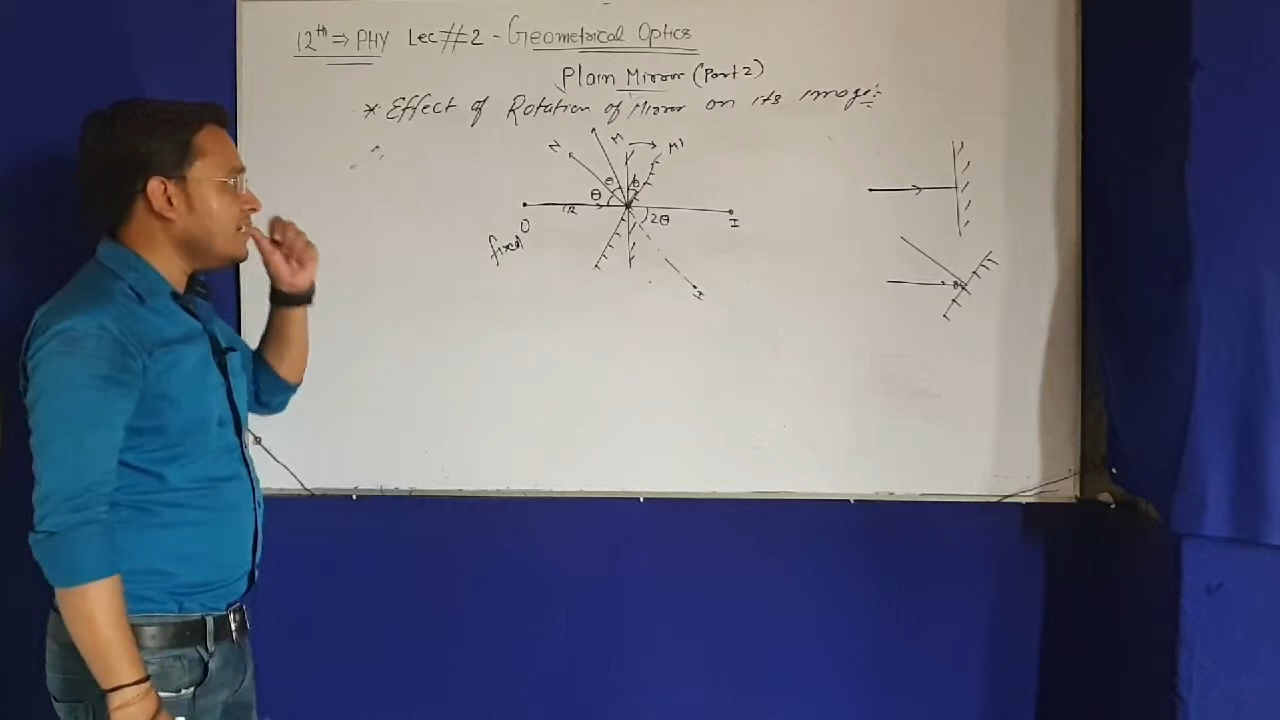 12th ⇒ PHY Lec#2 - Geometrical Optics
Plain Mirror (Part 2)
* Effect of Rotation of Mirror on its image :-
N M M'
θ θ θ
O 2θ I
fixed
I